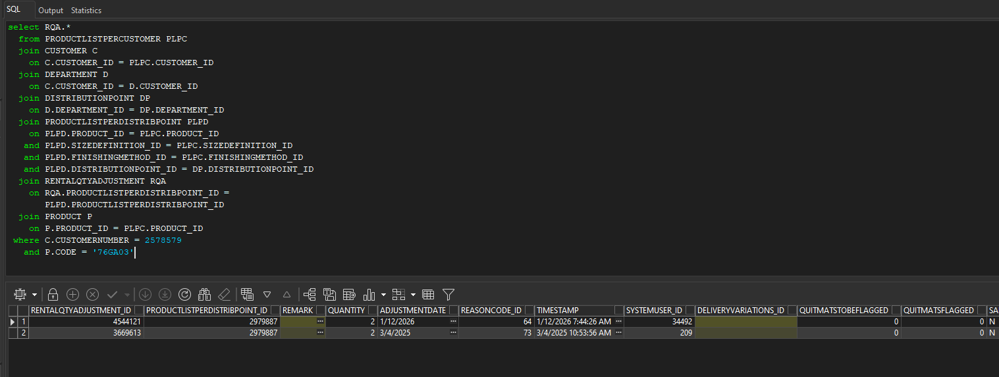 SQL Output Statistics
select RQA.*
from PRODUCTLISTPERCUSTOMER PLPC
join CUSTOMER C
on C.CUSTOMER_ID = PLPC.CUSTOMER_ID
join DEPARTMENT D
on C.CUSTOMER_ID = D.CUSTOMER_ID
join DISTRIBUTIONPOINT DP
on D.DEPARTMENT_ID = DP.DEPARTMENT_ID
join PRODUCTLISTPERDISTRIBPOINT PLPD
on PLPD.PRODUCT_ID = PLPC.PRODUCT_ID
and PLPD.SIZEDEFINITION_ID = PLPC.SIZEDEFINITION_ID
and PLPD.FINISHINGMETHOD_ID = PLPC.FINISHINGMETHOD_ID
and PLPD.DISTRIBUTIONPOINT_ID = DP.DISTRIBUTIONPOINT_ID
join RENTALQTYADJUSTMENT RQA
on RQA.PRODUCTLISTPERDISTRIBPOINT_ID =
PLPD.PRODUCTLISTPERDISTRIBPOINT_ID
join PRODUCT P
on P.PRODUCT_ID = PLPC.PRODUCT_ID
where C.CUSTOMERNUMBER = 2578579
and P.CODE = '76GA03'
RENTALQTYADJUSTMENT_ID PRODUCTLISTPERDISTRIBPOINT_ID REMARK QUANTITY ADJUSTMENTDATE REASONCODE_ID TIMESTAMP SYSTEMUSER_ID DELIVERYVARIATIONS_ID QUITMATSTOBEFLAGGED QUITMATSFLAGGED SA
1 4544121 2979887 ... 2 1/12/2026 ... 64 1/12/2026 7:44:26 AM ... 34492 0 0 N
2 3669613 2979887 ... 2 3/4/2025 ... 73 3/4/2025 10:53:56 AM ... 209 0 0 N